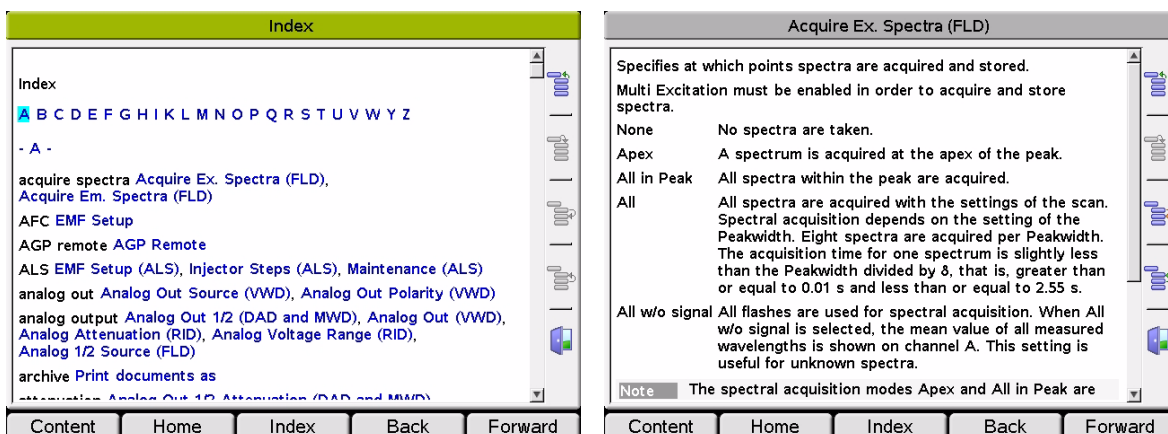 Index
Index
A B C D E F G H I K L M N O P Q R S T U V W Y Z
- A -
acquire spectra Acquire Ex. Spectra (FLD),
Acquire Em. Spectra (FLD)
AFC EMF Setup
AGP remote AGP Remote
ALS EMF Setup (ALS), Injector Steps (ALS), Maintenance (ALS)
analog out Analog Out Source (VWD), Analog Out Polarity (VWD)
analog output Analog Out 1/2 (DAD and MWD), Analog Out (VWD),
Analog Attenuation (RID), Analog Voltage Range (RID),
Analog 1/2 Source (FLD)
archive Print documents as
attenuation Analog Out 1/2 Attenuation (DAD and MWD)
Content Home Index Back Forward
Acquire Ex. Spectra (FLD)
Specifies at which points spectra are acquired and stored.
Multi Excitation must be enabled in order to acquire and store
spectra.
None No spectra are taken.
Apex A spectrum is acquired at the apex of the peak.
All in Peak All spectra within the peak are acquired.
All All spectra are acquired with the settings of the scan.
Spectral acquisition depends on the setting of the
Peakwidth. Eight spectra are acquired per Peakwidth.
The acquisition time for one spectrum is slightly less
than the Peakwidth divided by 8, that is, greater than
or equal to 0.01 s and less than or equal to 2.55 s.
All w/o signal All flashes are used for spectral acquisition. When All
w/o signal is selected, the mean value of all measured
wavelengths is shown on channel A. This setting is
useful for unknown spectra.
Note The spectral acquisition modes Apex and All in Peak are
Content Home Index Back Forward